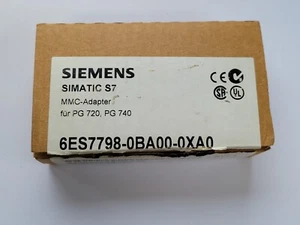 SIEMENS
SIMATIC S7
MMC-Adapter
für PG 720, PG 740
6ES7798-0BA00-0XA0